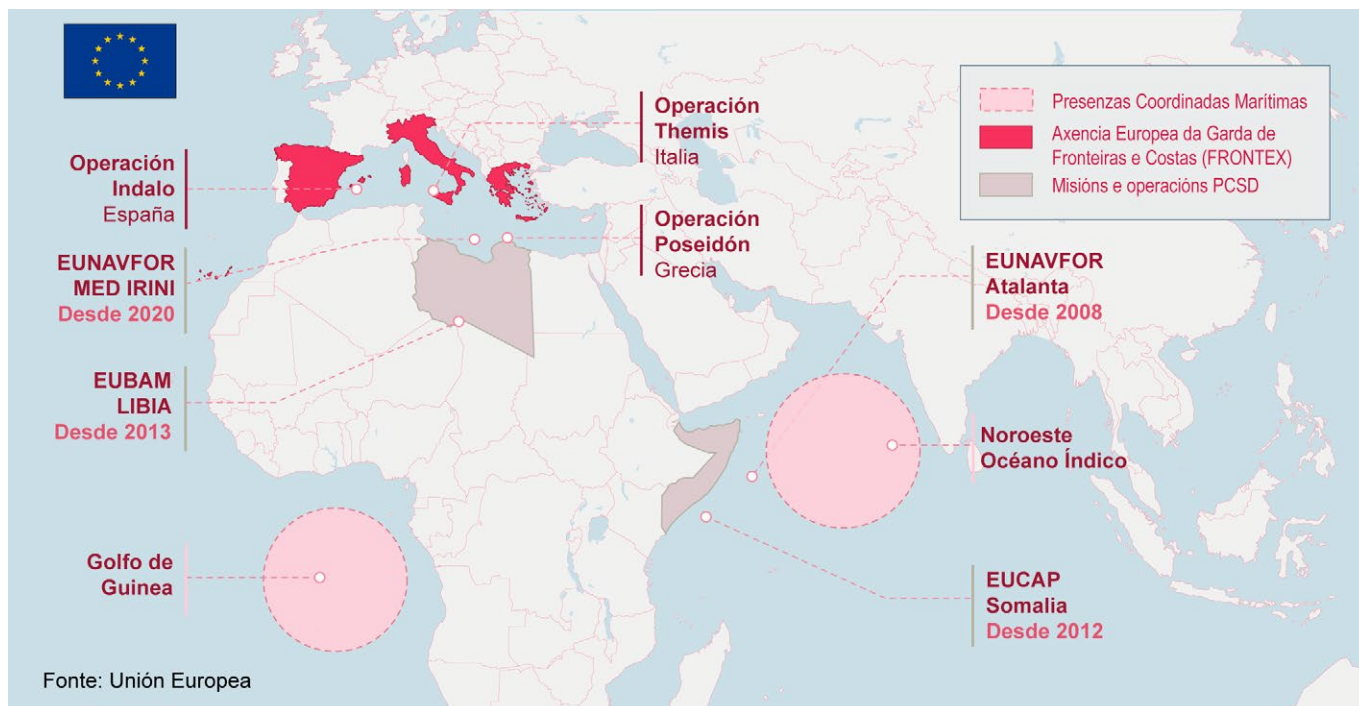 Operación
Indalo
España
EUNAVFOR
MED IRINI
Desde 2020
EUBAM
LIBIA
Desde 2013
Golfo de
Guinea
Operación
Themis
Italia
Operación
Poseidón
Grecia
Presenzas Coordinadas Marítimas
Axencia Europea da Garda de
Fronteiras e Costas (FRONTEX)
Misións e operacións PCSD
EUNAVFOR
Atalanta
Desde 2008
Noroeste
Océano Índico
EUCAP
Somalia
Desde 2012
Fonte: Unión Europea